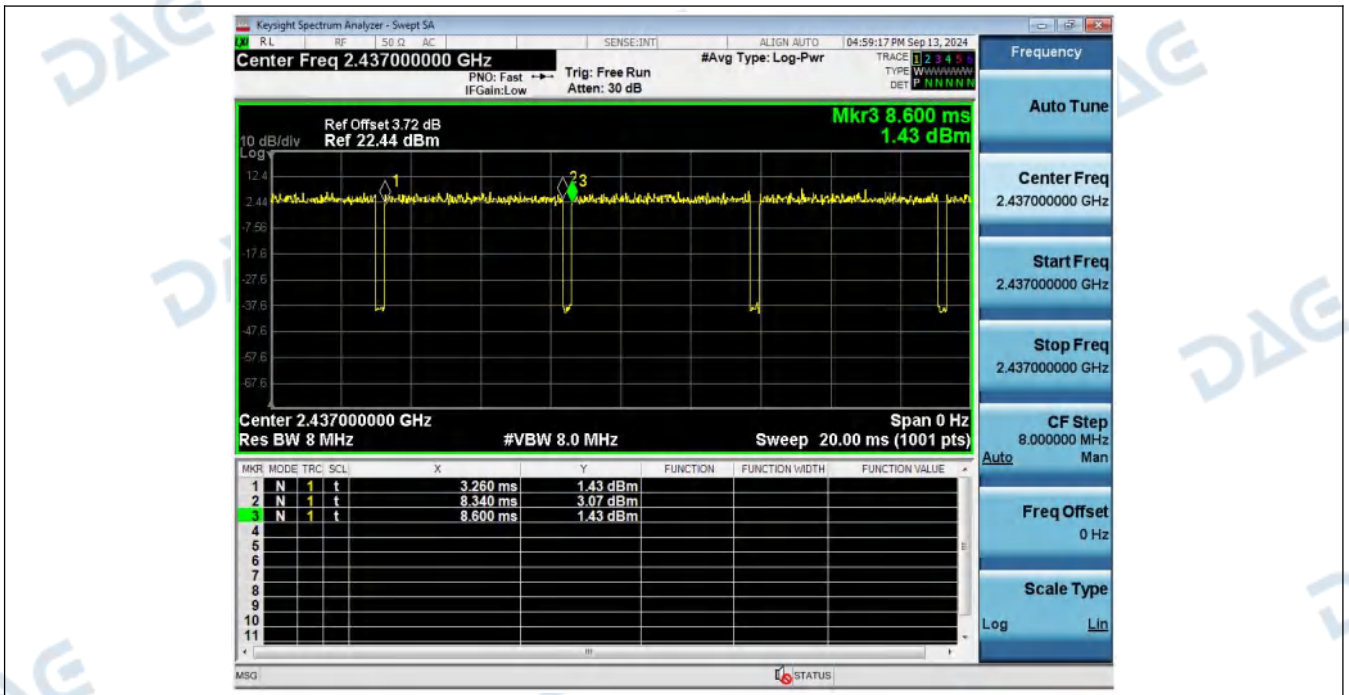 DAG
DAG
Keysight Spectrum Analyzer - Swept SA
LXI RL RF 50 Ω AC SENSE:INT ALIGN AUTO 04:59:17 PM Sep 13, 2024
Center Freq 2.437000000 GHz
#Avg Type: Log-Pwr
TRACE 1 2 3 4 5 6
PNO: Fast Trig: Free Run
TYPE WWWWWWW
IFGain:Low Atten: 30 dB
DET P N N N N N
Mkr3 8.600 ms
1.43 dBm
Ref Offset 3.72 dB
10 dB/div Ref 22.44 dBm
Log
12.4
2.44
-7.56
-17.6
-27.6
-37.6
-47.6
-57.6
-67.6
1
2 3
Center 2.437000000 GHz Span 0 Hz
Res BW 8 MHz #VBW 8.0 MHz Sweep 20.00 ms (1001 pts)
MKR MODE TRC SCL X Y FUNCTION FUNCTION WIDTH FUNCTION VALUE
1 N 1 t 3.260 ms 1.43 dBm
2 N 1 t 8.340 ms 3.07 dBm
3 N 1 t 8.600 ms 1.43 dBm
4
5
6
7
8
9
10
11
MSG STATUS
Frequency
Auto Tune
Center Freq
2.437000000 GHz
Start Freq
2.437000000 GHz
Stop Freq
2.437000000 GHz
CF Step
8.000000 MHz
Auto Man
Freq Offset
0 Hz
Scale Type
Log Lin
DAG